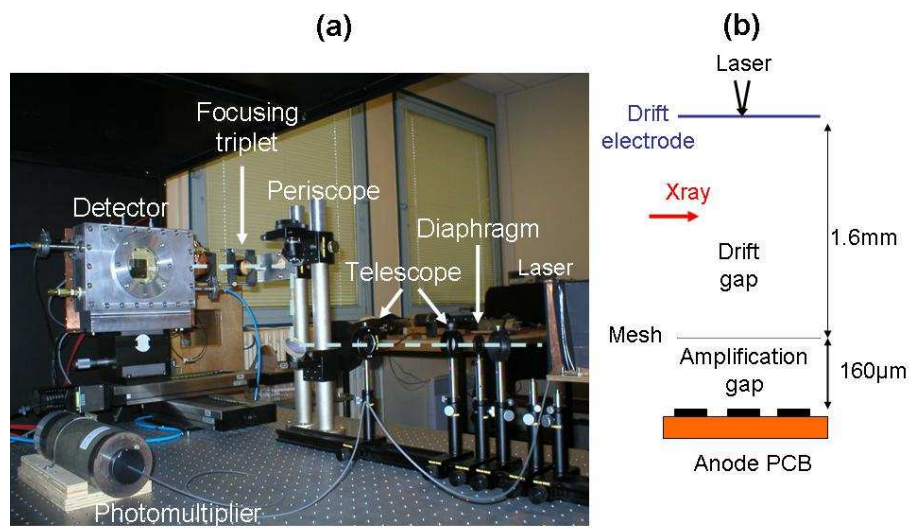 (a)
Focusing
triplet
Periscope
Detector
Diaphragm
Telescope
Laser
Photomultiplier
(b)
Laser
Drift
electrode
Xray
1.6mm
Drift
gap
Mesh
Amplification
gap
160μm
Anode PCB